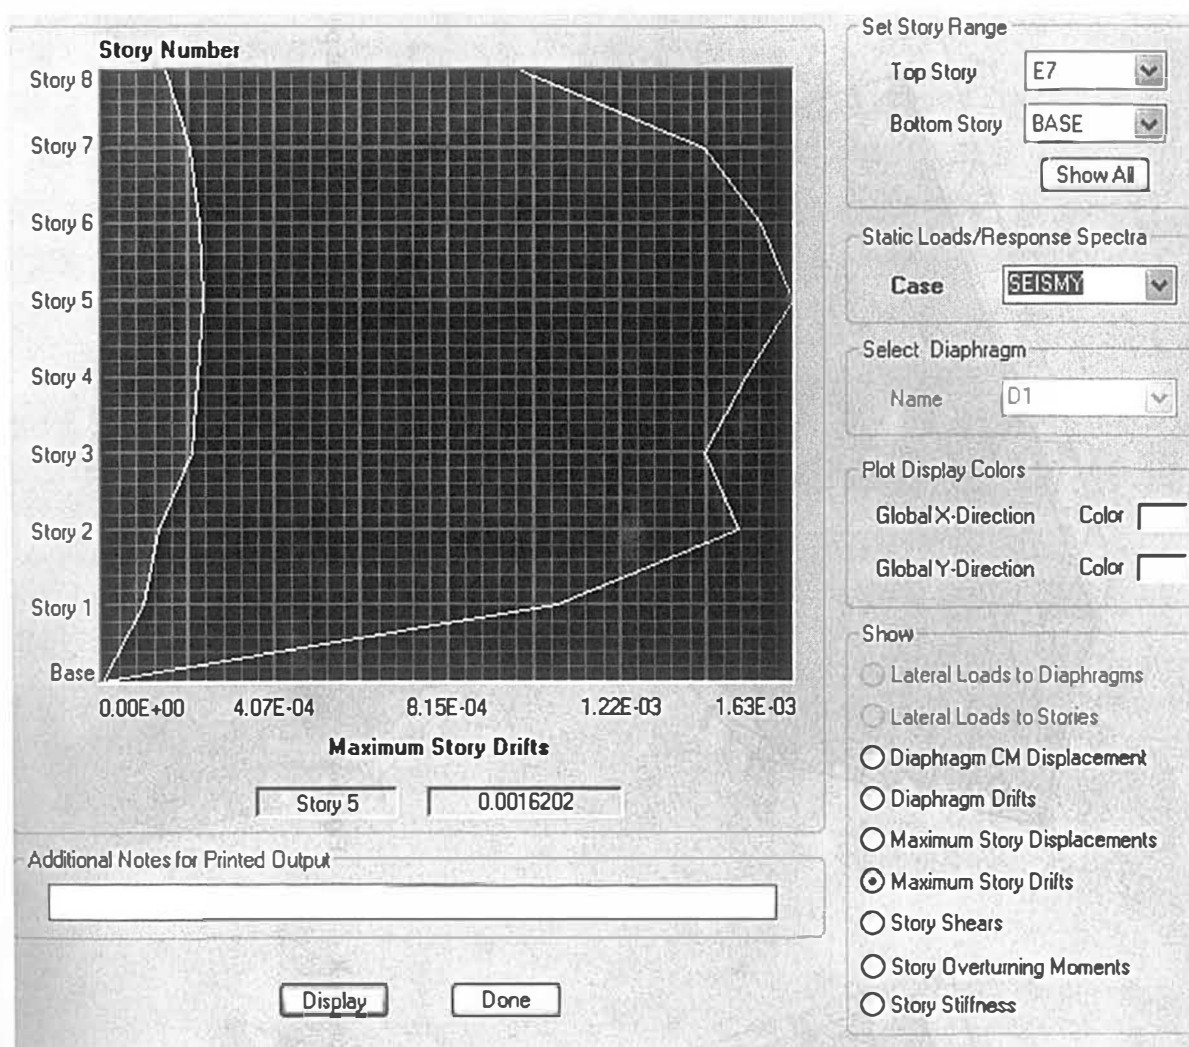 Story Number
Story 8
Story 7
Story 6
Story 5
Story 4
Story 3
Story 2
Story 1
Base
0.00E+00 4.07E-04 8.15E-04 1.22E-03 1.63E-03
Maximum Story Drifts
Story 5 0.0016202
Additional Notes for Printed Output
Display Done
Set Story Range
Top Story E7
Bottom Story BASE
Show All
Static Loads/Response Spectra
Case SEISMY
Select Diaphragm
Name D1
Plot Display Colors
Global X-Direction Color
Global Y-Direction Color
Show
Lateral Loads to Diaphragms
Lateral Loads to Stories
Diaphragm CM Displacement
Diaphragm Drifts
Maximum Story Displacements
Maximum Story Drifts
Story Shears
Story Overturning Moments
Story Stiffness